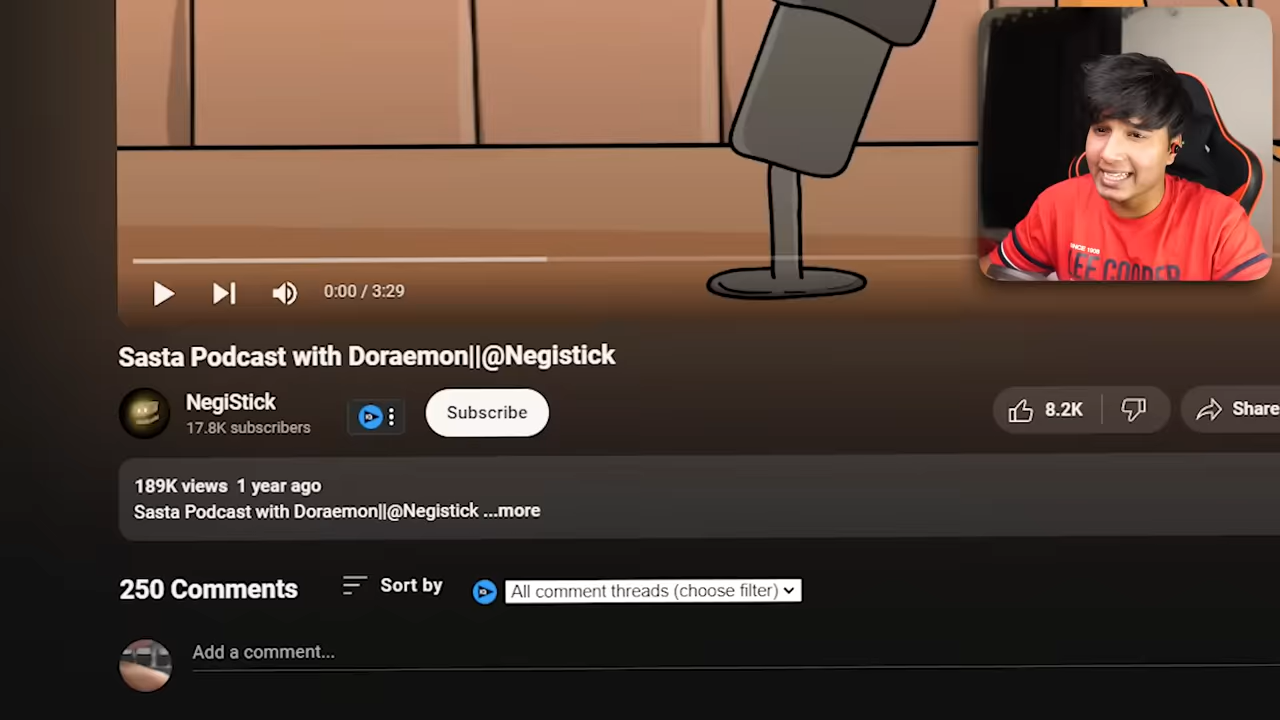 SINCE 1908
LEE COOPER
0:00 / 3:29
Sasta Podcast with Doraemon||@Negistick
NegiStick
17.8K subscribers
Subscribe
8.2K
Share
189K views 1 year ago
Sasta Podcast with Doraemon||@Negistick ...more
250 Comments
Sort by
All comment threads (choose filter)
Add a comment...